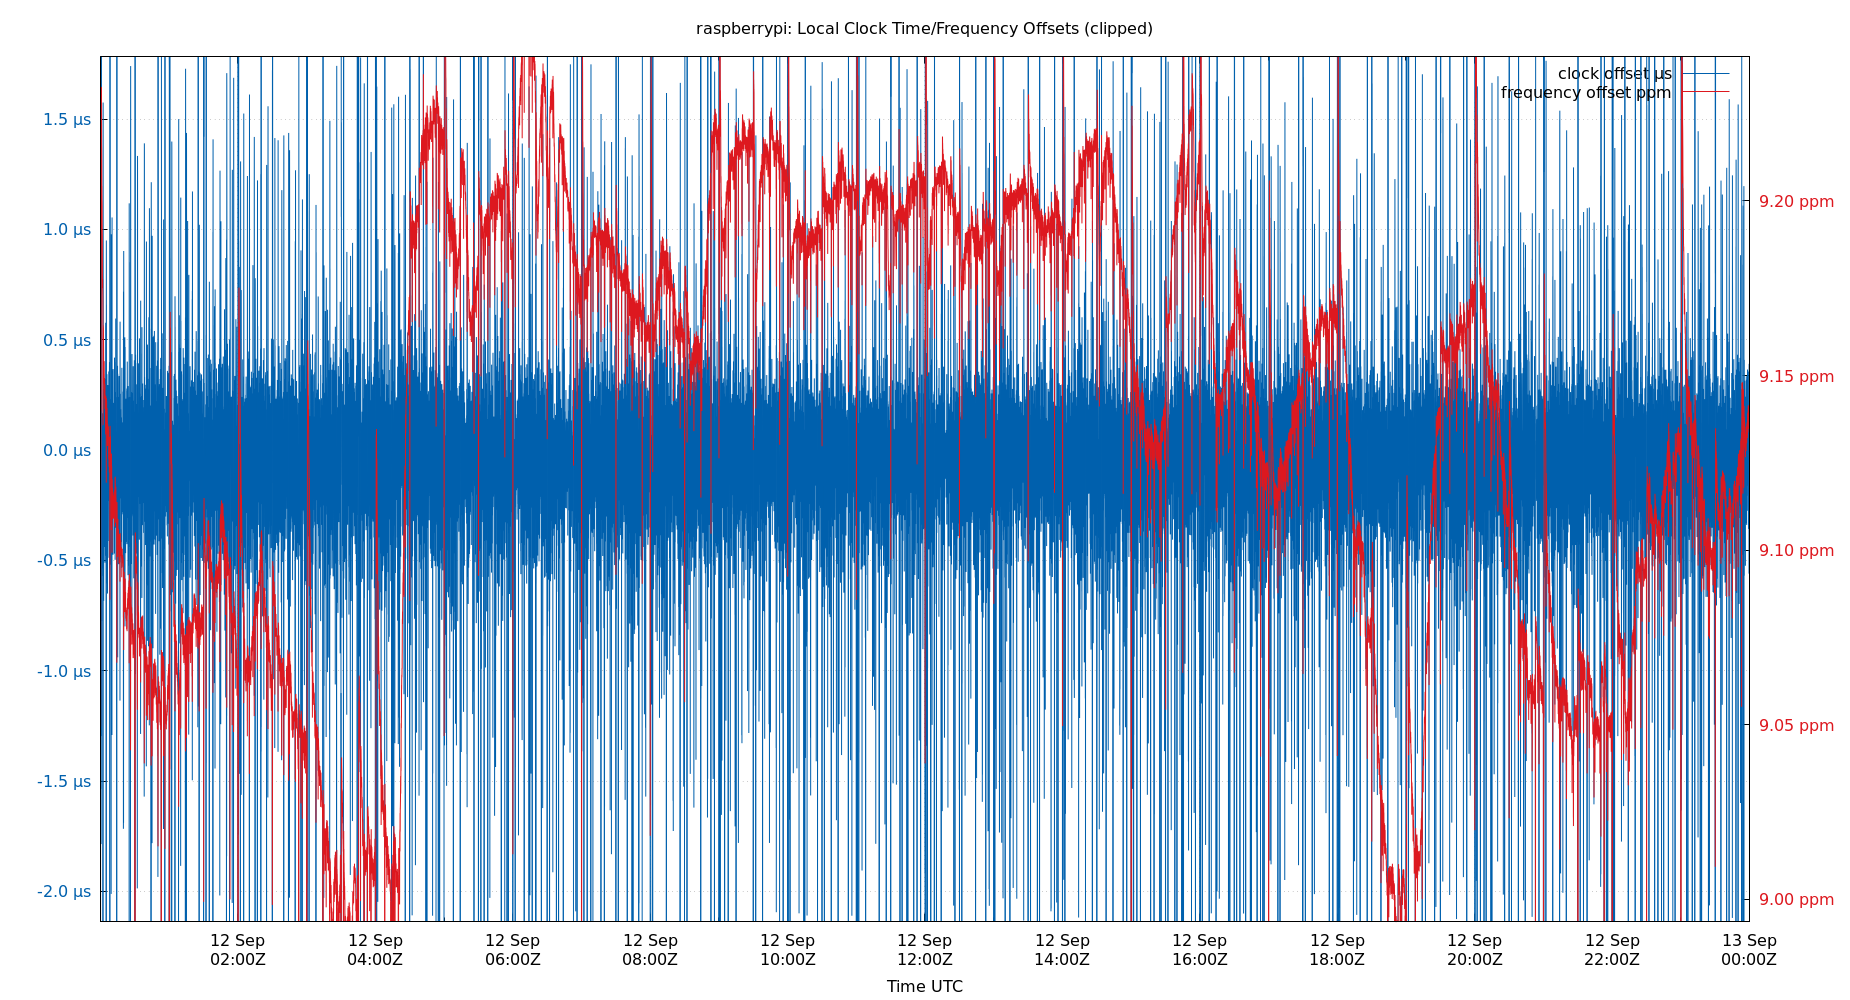 raspberrypi: Local Clock Time/Frequency Offsets (clipped)
clock offset µs
frequency offset ppm
1.5 µs
1.0 µs
0.5 µs
0.0 µs
-0.5 µs
-1.0 µs
-1.5 µs
-2.0 µs
9.20 ppm
9.15 ppm
9.10 ppm
9.05 ppm
9.00 ppm
12 Sep 12 Sep 12 Sep 12 Sep 12 Sep 12 Sep 12 Sep 12 Sep 12 Sep 12 Sep 12 Sep 13 Sep
02:00Z 04:00Z 06:00Z 08:00Z 10:00Z 12:00Z 14:00Z 16:00Z 18:00Z 20:00Z 22:00Z 00:00Z
Time UTC